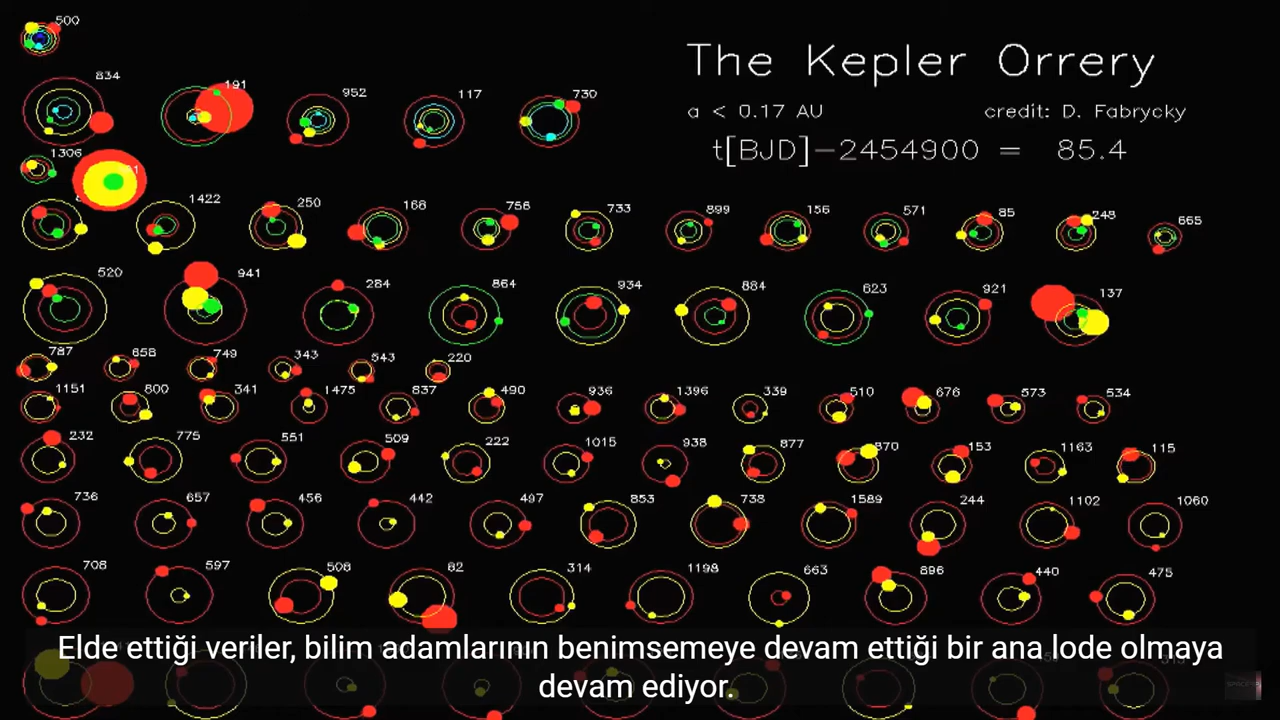 500
The Kepler Orrery
a < 0.17 AU credit: D. Fabrycky
t[BJD]-2454900 = 85.4
834 191 952 117 730
1306
1422 250 168 758 733 899 156 571 85 248 665
520 941 284 864 934 884 623 921 137
787 658 749 343 543 220
1151 800 341 1475 837 490 936 1396 339 510 676 573 534
232 775 551 509 222 1015 938 877 870 153 1163 115
736 657 456 442 497 853 738 1589 244 1102 1060
708 597 508 82 314 1198 663 896 440 475
Elde ettiği veriler, bilim adamlarının benimsemeye devam ettiği bir ana lode olmaya
devam ediyor.